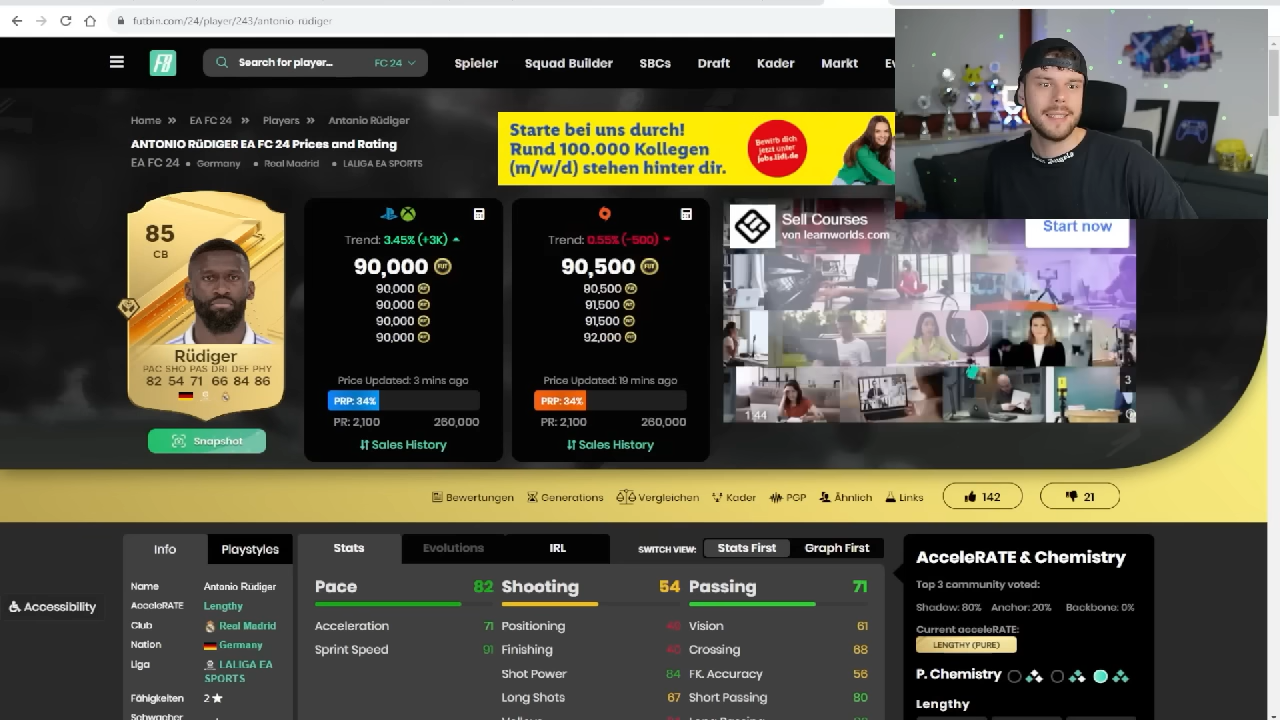 futbin.com/24/player/243/antonio-rudiger
Search for player...
FC 24
Spieler
Squad Builder
SBCs
Draft
Kader
Markt
Home » EA FC 24 » Players » Antonio Rüdiger
ANTONIO RÜDIGER EA FC 24 Prices and Rating
EA FC 24 • Germany • Real Madrid • LALIGA EA SPORTS
Starte bei uns durch!
Rund 100.000 Kollegen
(m/w/d) stehen hinter dir.
Bewirb dich
jetzt unter
jobs.lidl.de
85
CB
Rüdiger
PAC SHO PAS DRI DEF PHY
82 54 71 66 84 86
Snapshot
Trend: 3.45% (+3K)
90,000
90,000
90,000
90,000
90,000
Price Updated: 3 mins ago
PRP: 34%
PR: 2,100 260,000
Sales History
Trend: 0.55% (-500)
90,500
90,500
91,500
91,500
92,000
Price Updated: 19 mins ago
PRP: 34%
PR: 2,100 260,000
Sales History
Sell Courses
von learnworlds.com
Start now
1:44
Bewertungen
Generations
Vergleichen
Kader
PGP
Ähnlich
Links
142
21
Info
Playstyles
Name Antonio Rüdiger
AcceleRATE Lengthy
Club Real Madrid
Nation Germany
Liga LALIGA EA
SPORTS
Fähigkeiten 2
Accessibility
Stats
Evolutions
IRL
SWITCH VIEW:
Stats First
Graph First
Pace 82
Acceleration 71
Sprint Speed 91
Shooting 54
Positioning
Finishing
Shot Power 84
Long Shots 67
Passing 71
Vision 61
Crossing 68
FK. Accuracy 56
Short Passing 80
AcceleRATE & Chemistry
Top 3 community voted:
Shadow: 80% Anchor: 20% Backbone: 0%
Current acceleRATE:
LENGTHY (PURE)
P. Chemistry
Lengthy